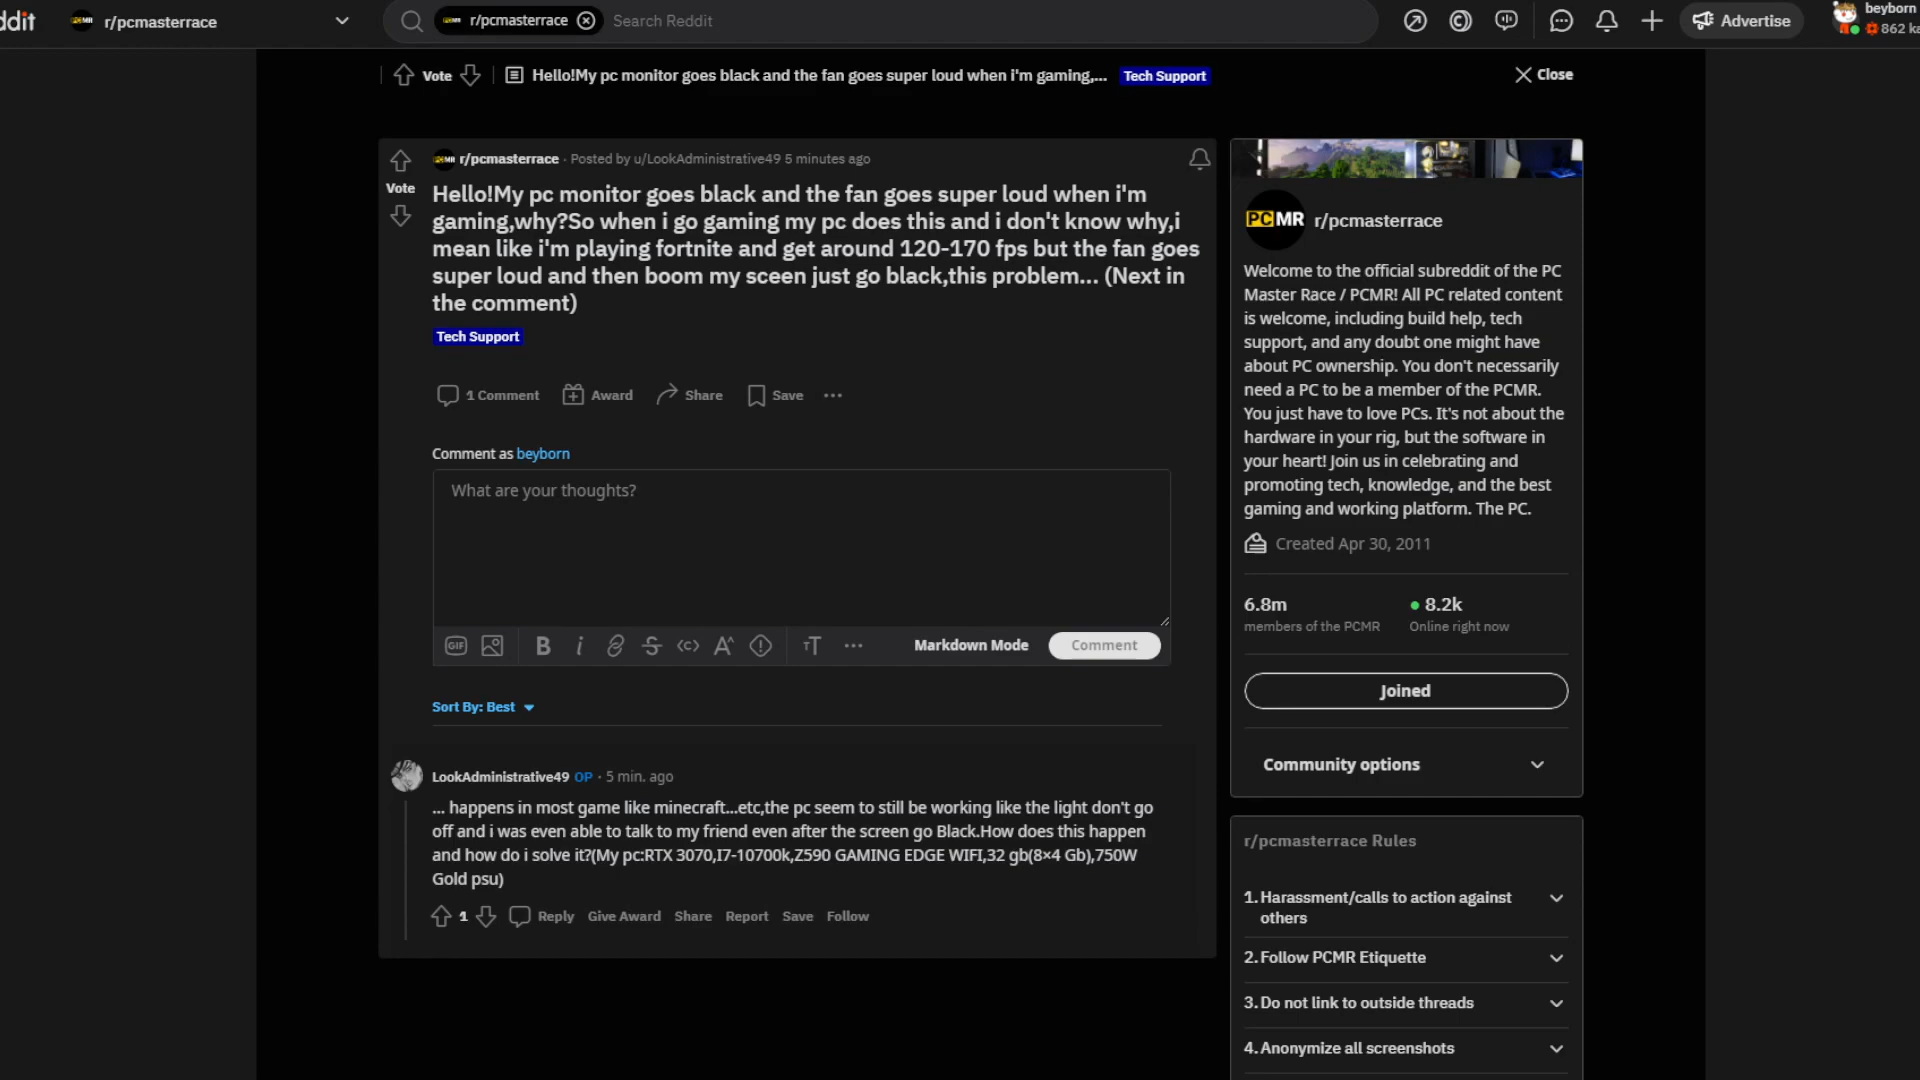 ddit
r/pcmasterrace
r/pcmasterrace
Search Reddit
Advertise
beyborn
862 ka
Vote
Hello!My pc monitor goes black and the fan goes super loud when i'm gaming,...
Tech Support
Close
r/pcmasterrace · Posted by u/LookAdministrative49 5 minutes ago
Vote
Hello!My pc monitor goes black and the fan goes super loud when i'm
gaming,why?So when i go gaming my pc does this and i don't know why,i
mean like i'm playing fortnite and get around 120-170 fps but the fan goes
super loud and then boom my sceen just go black,this problem... (Next in
the comment)
Tech Support
1 Comment
Award
Share
Save
Comment as beyborn
What are your thoughts?
GIF
Markdown Mode
Comment
Sort By: Best
LookAdministrative49 OP · 5 min. ago
... happens in most game like minecraft...etc,the pc seem to still be working like the light don't go
off and i was even able to talk to my friend even after the screen go Black.How does this happen
and how do i solve it?(My pc:RTX 3070,I7-10700k,Z590 GAMING EDGE WIFI,32 gb(8×4 Gb),750W
Gold psu)
1
Reply
Give Award
Share
Report
Save
Follow
PCMR
r/pcmasterrace
Welcome to the official subreddit of the PC
Master Race / PCMR! All PC related content
is welcome, including build help, tech
support, and any doubt one might have
about PC ownership. You don't necessarily
need a PC to be a member of the PCMR.
You just have to love PCs. It's not about the
hardware in your rig, but the software in
your heart! Join us in celebrating and
promoting tech, knowledge, and the best
gaming and working platform. The PC.
Created Apr 30, 2011
6.8m
members of the PCMR
8.2k
Online right now
Joined
Community options
r/pcmasterrace Rules
1. Harassment/calls to action against
others
2. Follow PCMR Etiquette
3. Do not link to outside threads
4. Anonymize all screenshots